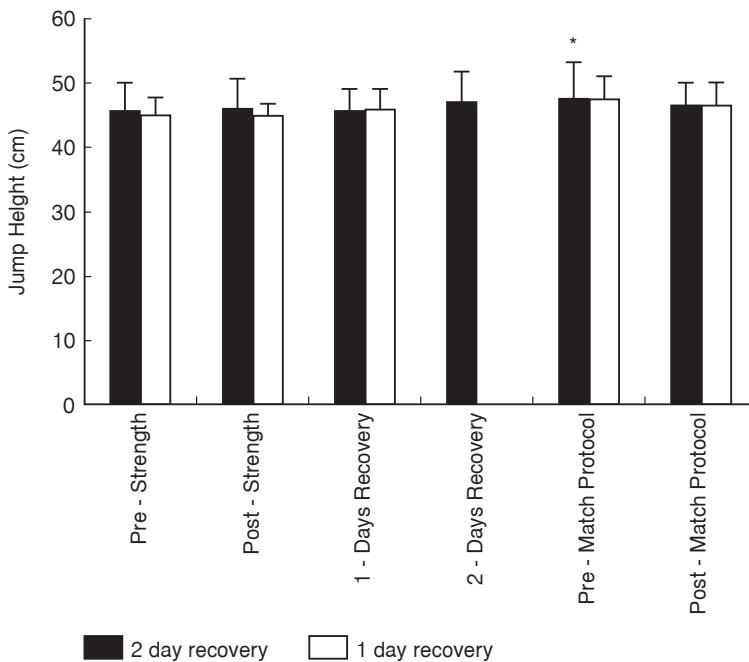 60
*
50
40
30
20
10
0
Jump Height (cm)
Pre - Strength
Post - Strength
1 - Days Recovery
2 - Days Recovery
Pre - Match Protocol
Post - Match Protocol
2 day recovery
1 day recovery